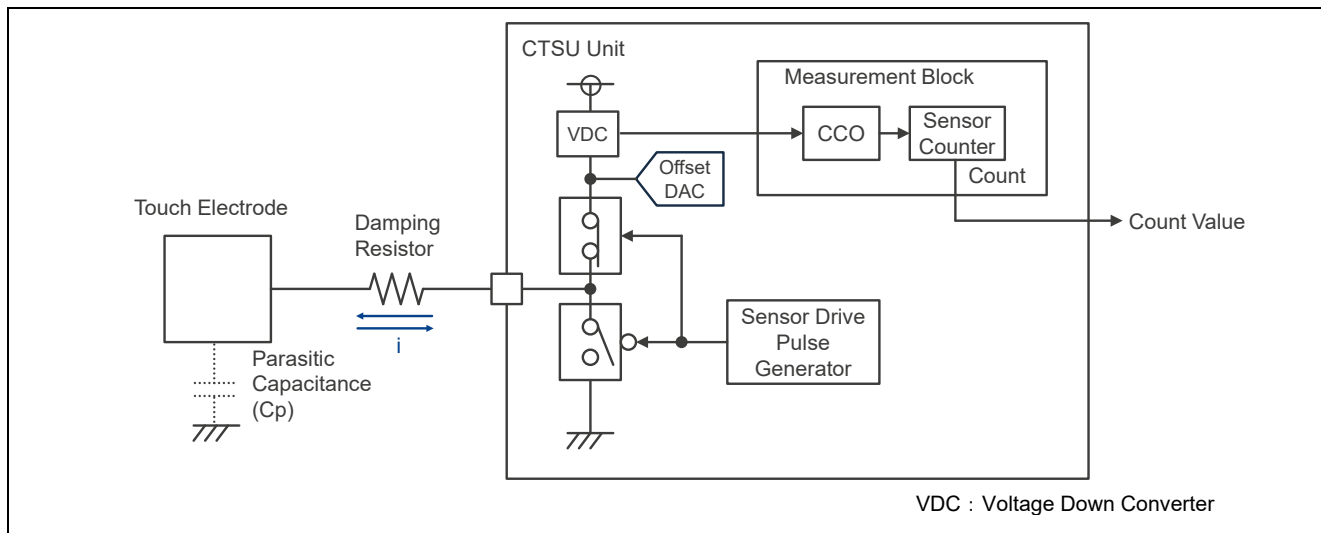 CTSU Unit
Measurement Block
VDC
CCO
Sensor
Counter
Offset
DAC
Count
Touch Electrode
Damping
Resistor
Count Value
i
Sensor Drive
Pulse
Generator
Parasitic
Capacitance
(Cp)
VDC : Voltage Down Converter